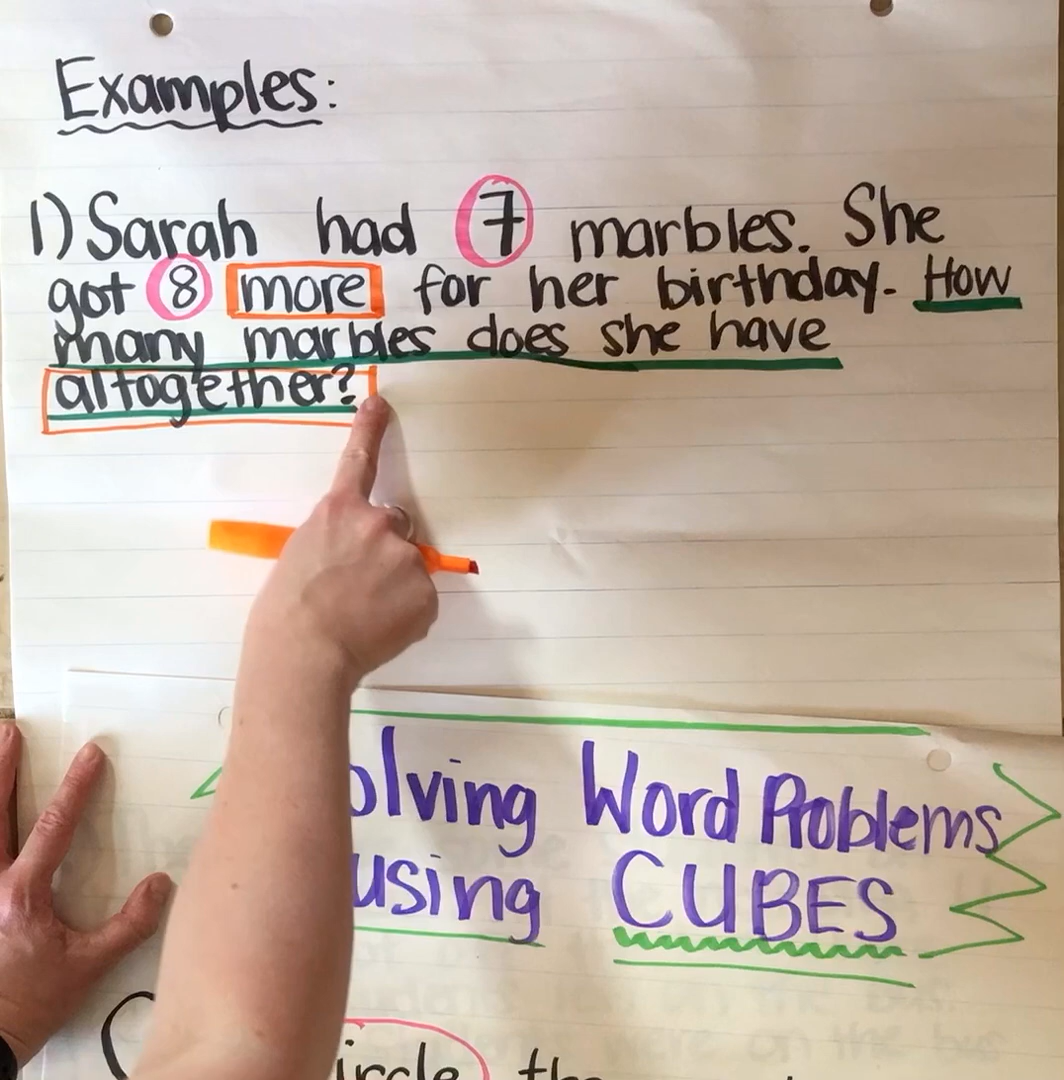 Examples:
1) Sarah had 7 marbles. She
got 8 more for her birthday. How
many marbles does she have
altogether?
olving Word Problems
using CUBES
C ircle the